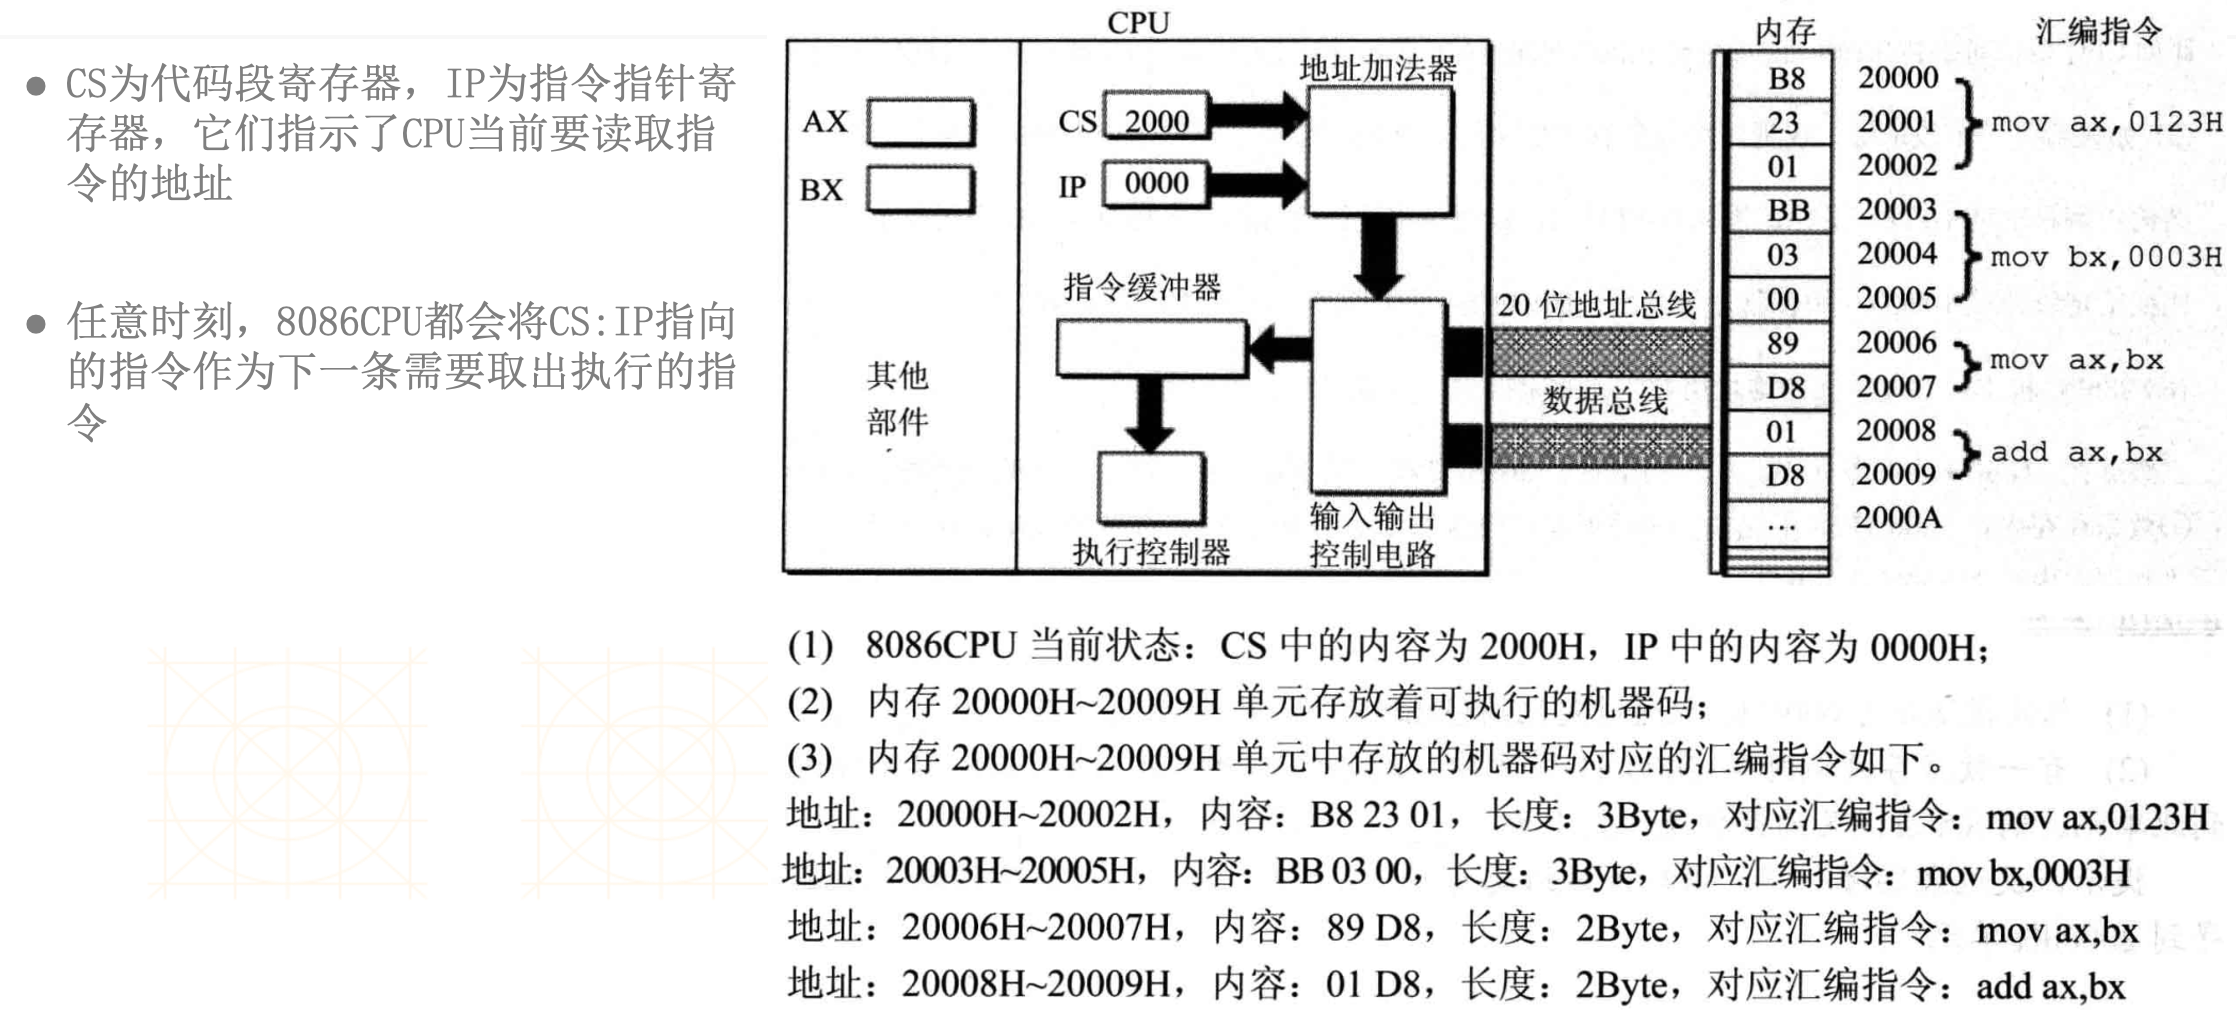 ● CS为代码段寄存器，IP为指令指针寄
存器，它们指示了CPU当前要读取指
令的地址
● 任意时刻，8086CPU都会将CS:IP指向
的指令作为下一条需要取出执行的指
令
CPU
AX
BX
其他
部件
CS
2000
IP
0000
地址加法器
指令缓冲器
执行控制器
输入输出
控制电路
20 位地址总线
数据总线
内存
汇编指令
B8 20000
23 20001 mov ax,0123H
01 20002
BB 20003
03 20004 mov bx,0003H
00 20005
89 20006
mov ax,bx
D8 20007
01 20008
add ax,bx
D8 20009
... 2000A
(1) 8086CPU 当前状态：CS 中的内容为 2000H，IP 中的内容为 0000H；
(2) 内存 20000H~20009H 单元存放着可执行的机器码；
(3) 内存 20000H~20009H 单元中存放的机器码对应的汇编指令如下。
地址：20000H~20002H，内容：B8 23 01，长度：3Byte，对应汇编指令：mov ax,0123H
地址：20003H~20005H，内容：BB 03 00，长度：3Byte，对应汇编指令：mov bx,0003H
地址：20006H~20007H，内容：89 D8，长度：2Byte，对应汇编指令：mov ax,bx
地址：20008H~20009H，内容：01 D8，长度：2Byte，对应汇编指令：add ax,bx